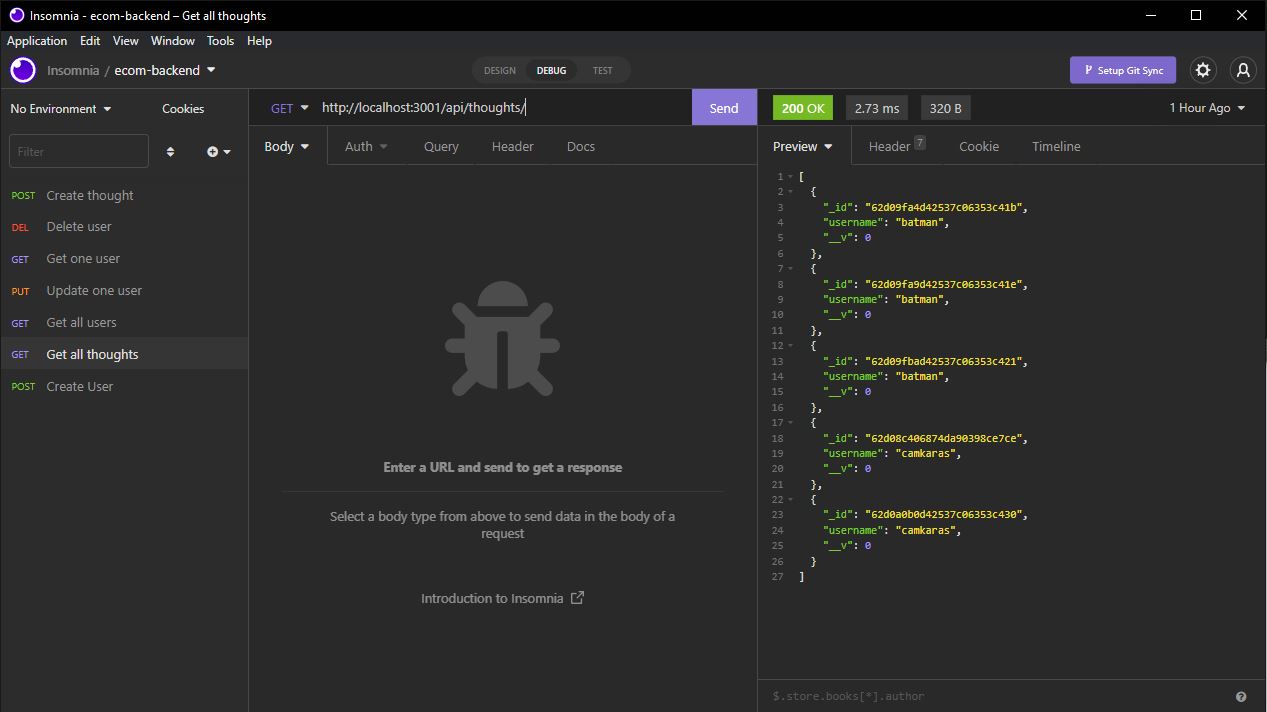 Insomnia - ecom-backend – Get all thoughts
Application Edit View Window Tools Help
Insomnia / ecom-backend
DESIGN DEBUG TEST
Setup Git Sync
No Environment Cookies
GET http://localhost:3001/api/thoughts/
Send
200 OK 2.73 ms 320 B
1 Hour Ago
Filter
Body Auth Query Header Docs
Preview Header 7 Cookie Timeline
POST Create thought
DEL Delete user
GET Get one user
PUT Update one user
GET Get all users
GET Get all thoughts
POST Create User
Enter a URL and send to get a response
Select a body type from above to send data in the body of a
request
Introduction to Insomnia
1 [
2 {
3 "_id": "62d09fa4d42537c06353c41b",
4 "username": "batman",
5 "__v": 0
6 },
7 {
8 "_id": "62d09fa9d42537c06353c41e",
9 "username": "batman",
10 "__v": 0
11 },
12 {
13 "_id": "62d09fbad42537c06353c421",
14 "username": "batman",
15 "__v": 0
16 },
17 {
18 "_id": "62d08c406874da90398ce7ce",
19 "username": "camkaras",
20 "__v": 0
21 },
22 {
23 "_id": "62d0a0b0d42537c06353c430",
24 "username": "camkaras",
25 "__v": 0
26 }
27 ]
$.store.books[*].author